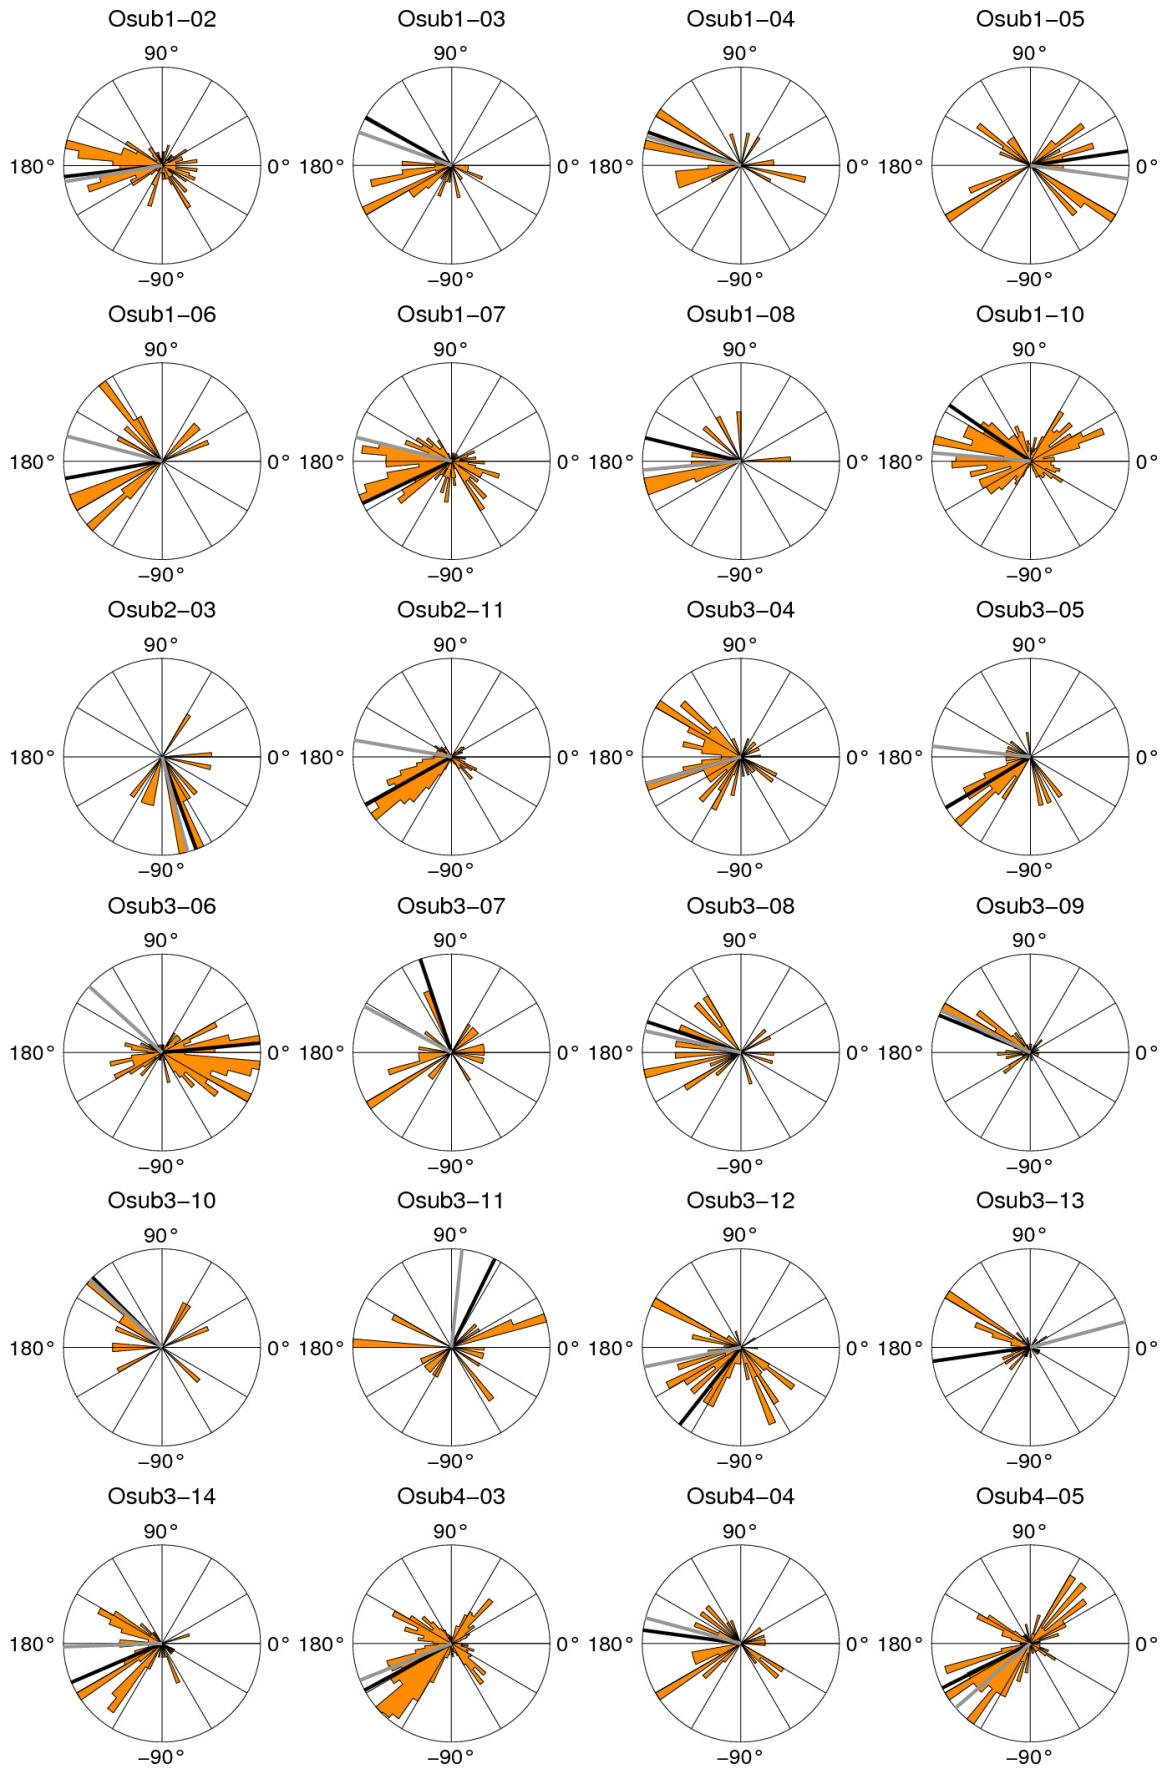 Osub1−02 Osub1−03 Osub1−04 Osub1−05
90° 90° 90° 90°
180° 0° 180° 0° 180° 0° 180° 0°
−90° −90° −90° −90°
Osub1−06 Osub1−07 Osub1−08 Osub1−10
90° 90° 90° 90°
180° 0° 180° 0° 180° 0° 180° 0°
−90° −90° −90° −90°
Osub2−03 Osub2−11 Osub3−04 Osub3−05
90° 90° 90° 90°
180° 0° 180° 0° 180° 0° 180° 0°
−90° −90° −90° −90°
Osub3−06 Osub3−07 Osub3−08 Osub3−09
90° 90° 90° 90°
180° 0° 180° 0° 180° 0° 180° 0°
−90° −90° −90° −90°
Osub3−10 Osub3−11 Osub3−12 Osub3−13
90° 90° 90° 90°
180° 0° 180° 0° 180° 0° 180° 0°
−90° −90° −90° −90°
Osub3−14 Osub4−03 Osub4−04 Osub4−05
90° 90° 90° 90°
180° 0° 180° 0° 180° 0° 180° 0°
−90° −90° −90° −90°